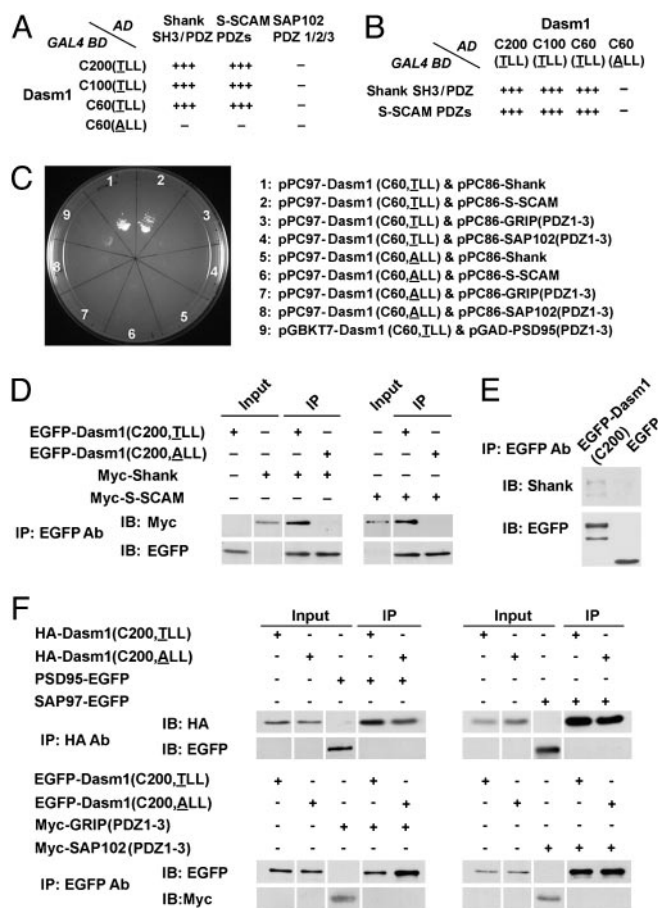 A
AD
Shank S-SCAM SAP102
GAL4 BD SH3/PDZ PDZs PDZ 1/2/3
C200(TLL) +++ +++ –
Dasm1 C100(TLL) +++ +++ –
C60(TLL) +++ +++ –
C60(ALL) – – –
B
Dasm1
AD C200 C100 C60 C60
GAL4 BD (TLL) (TLL) (TLL) (ALL)
Shank SH3/PDZ +++ +++ +++ –
S-SCAM PDZs +++ +++ +++ –
C
1 2 3 4 5 6 7 8 9
1: pPC97-Dasm1 (C60,TLL) & pPC86-Shank
2: pPC97-Dasm1 (C60,TLL) & pPC86-S-SCAM
3: pPC97-Dasm1 (C60,TLL) & pPC86-GRIP(PDZ1-3)
4: pPC97-Dasm1 (C60,TLL) & pPC86-SAP102(PDZ1-3)
5: pPC97-Dasm1 (C60,ALL) & pPC86-Shank
6: pPC97-Dasm1 (C60,ALL) & pPC86-S-SCAM
7: pPC97-Dasm1 (C60,ALL) & pPC86-GRIP(PDZ1-3)
8: pPC97-Dasm1 (C60,ALL) & pPC86-SAP102(PDZ1-3)
9: pGBKT7-Dasm1 (C60,TLL) & pGAD-PSD95(PDZ1-3)
D
Input IP Input IP
EGFP-Dasm1(C200,TLL) + – + – – + –
EGFP-Dasm1(C200,ALL) – – – + – – +
Myc-Shank – + + + – – –
Myc-S-SCAM – – – – + + +
IB: Myc
IP: EGFP Ab
IB: EGFP
E
IP: EGFP Ab
EGFP-Dasm1
(C200)
EGFP
IB: Shank
IB: EGFP
F
Input IP Input IP
HA-Dasm1(C200,TLL) + - - + - + - - + -
HA-Dasm1(C200,ALL) - + - - + - + - - +
PSD95-EGFP - - + + + - - - - -
SAP97-EGFP - - - - - - - + + +
IB: HA
IP: HA Ab
IB: EGFP
EGFP-Dasm1(C200,TLL) + - - + - + - - + -
EGFP-Dasm1(C200,ALL) - + - - + - + - - +
Myc-GRIP(PDZ1-3) - - + + + - - - - -
Myc-SAP102(PDZ1-3) - - - - - - - + + +
IB: EGFP
IP: EGFP Ab
IB:Myc